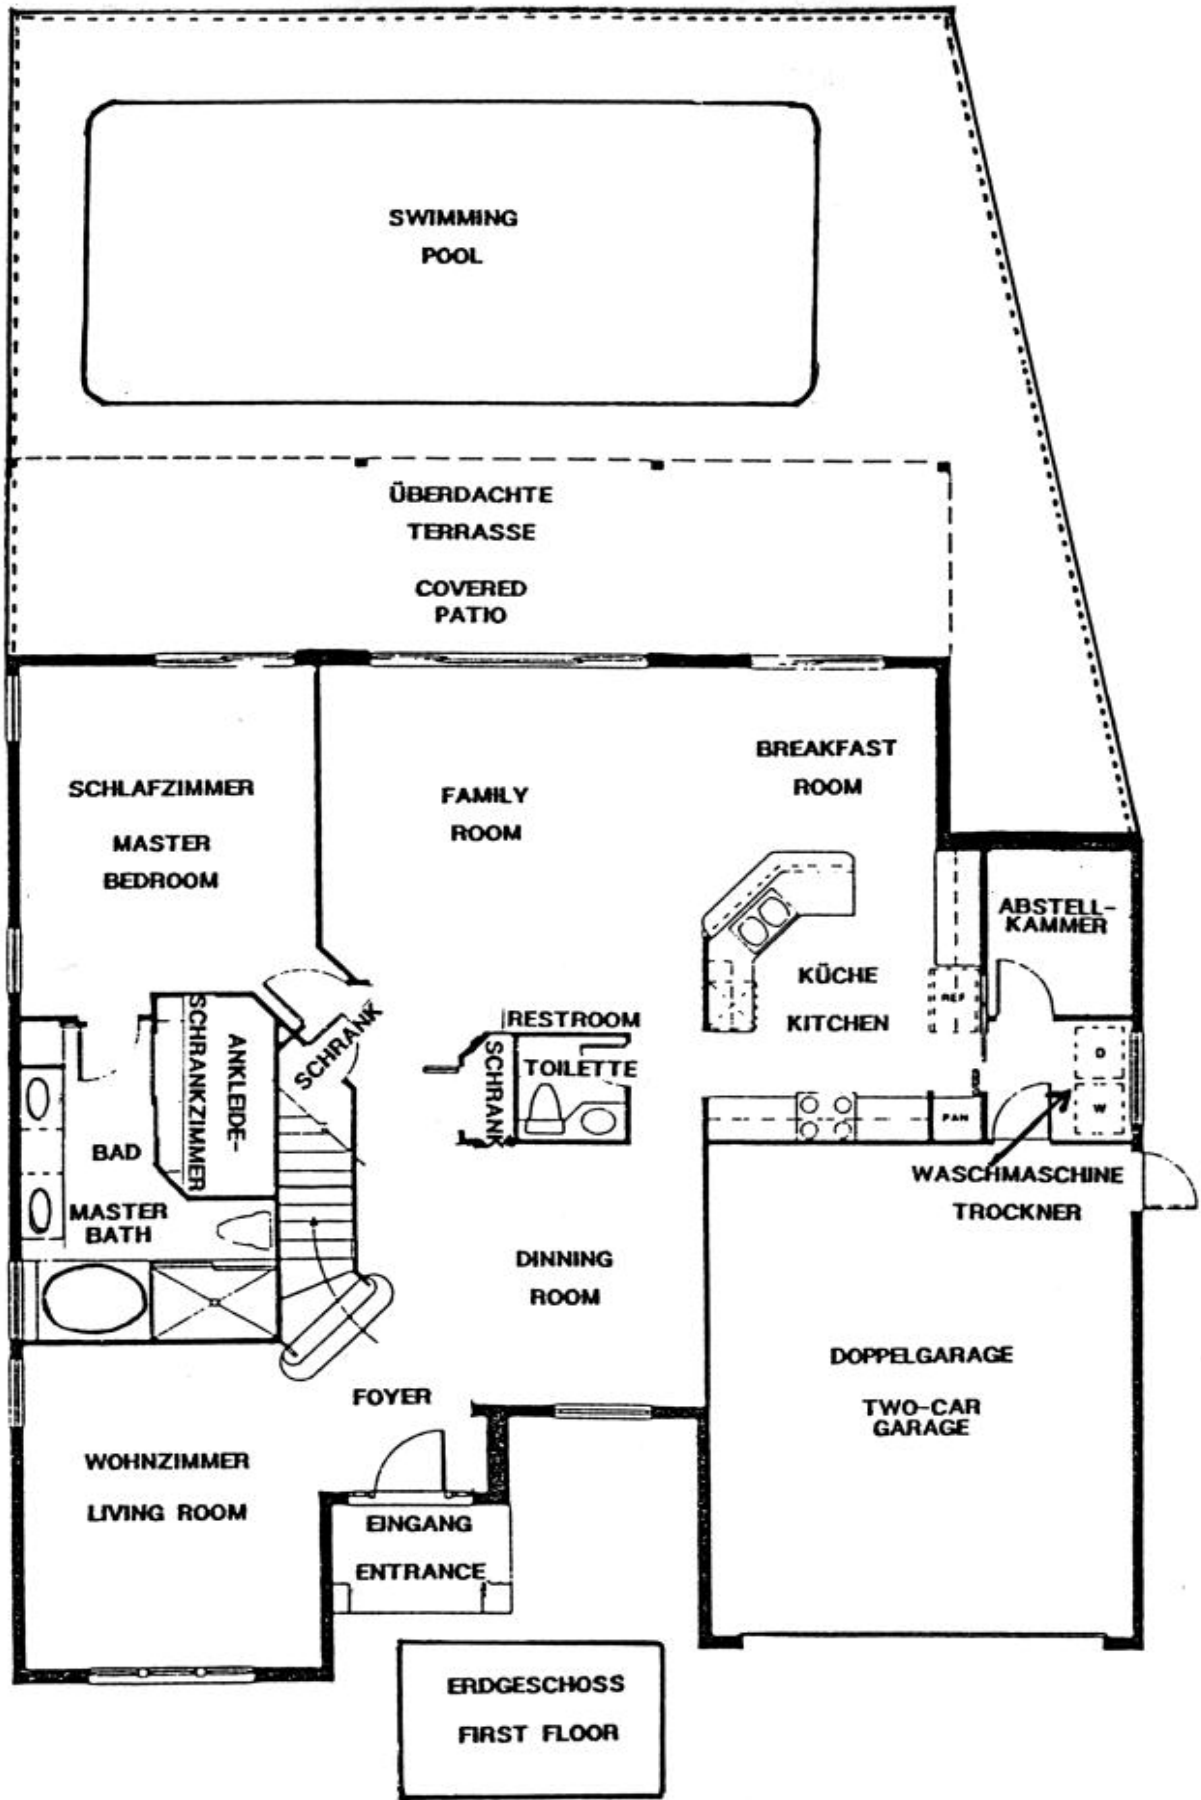 SWIMMING
POOL
ÜBERDACHTE
TERRASSE
COVERED
PATIO
SCHLAFZIMMER
MASTER
BEDROOM
FAMILY
ROOM
BREAKFAST
ROOM
ABSTELL-
KAMMER
KÜCHE
KITCHEN
REF
SCHRANK
ANKLEIDE-
SCHRANKZIMMER
RESTROOM
TOILETTE
SCHRANK
D
W
PAN
BAD
MASTER
BATH
WASCHMASCHINE
TROCKNER
DINNING
ROOM
DOPPELGARAGE
TWO-CAR
GARAGE
FOYER
WOHNZIMMER
LIVING ROOM
EINGANG
ENTRANCE
ERDGESCHOSS
FIRST FLOOR